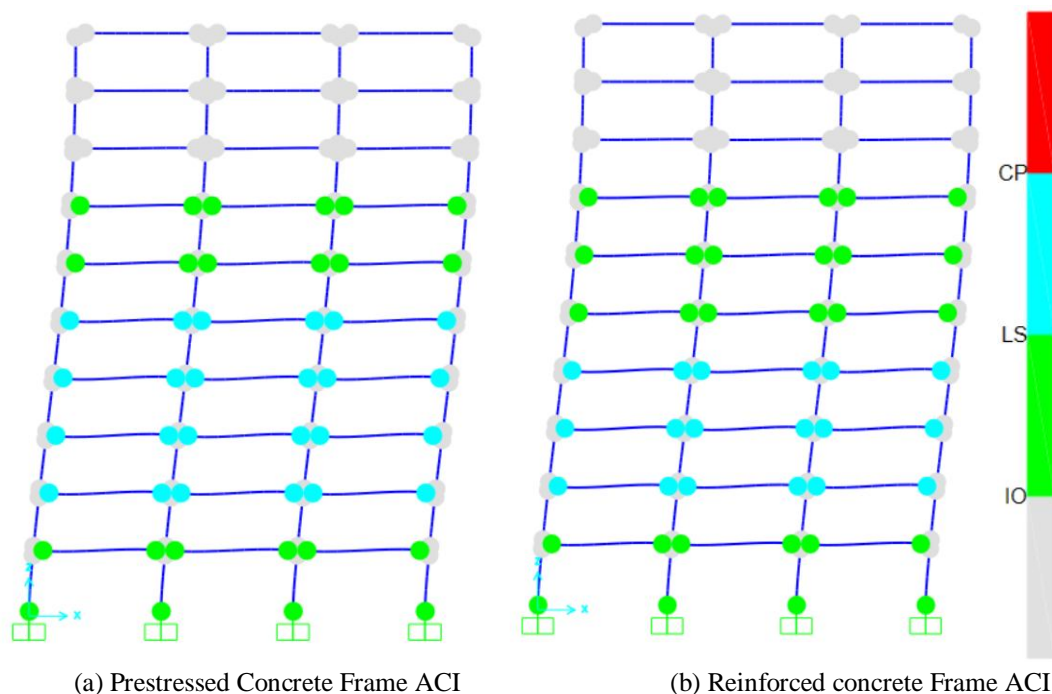 CP
LS
IO
z
x
z
x
(a) Prestressed Concrete Frame ACI
(b) Reinforced concrete Frame ACI